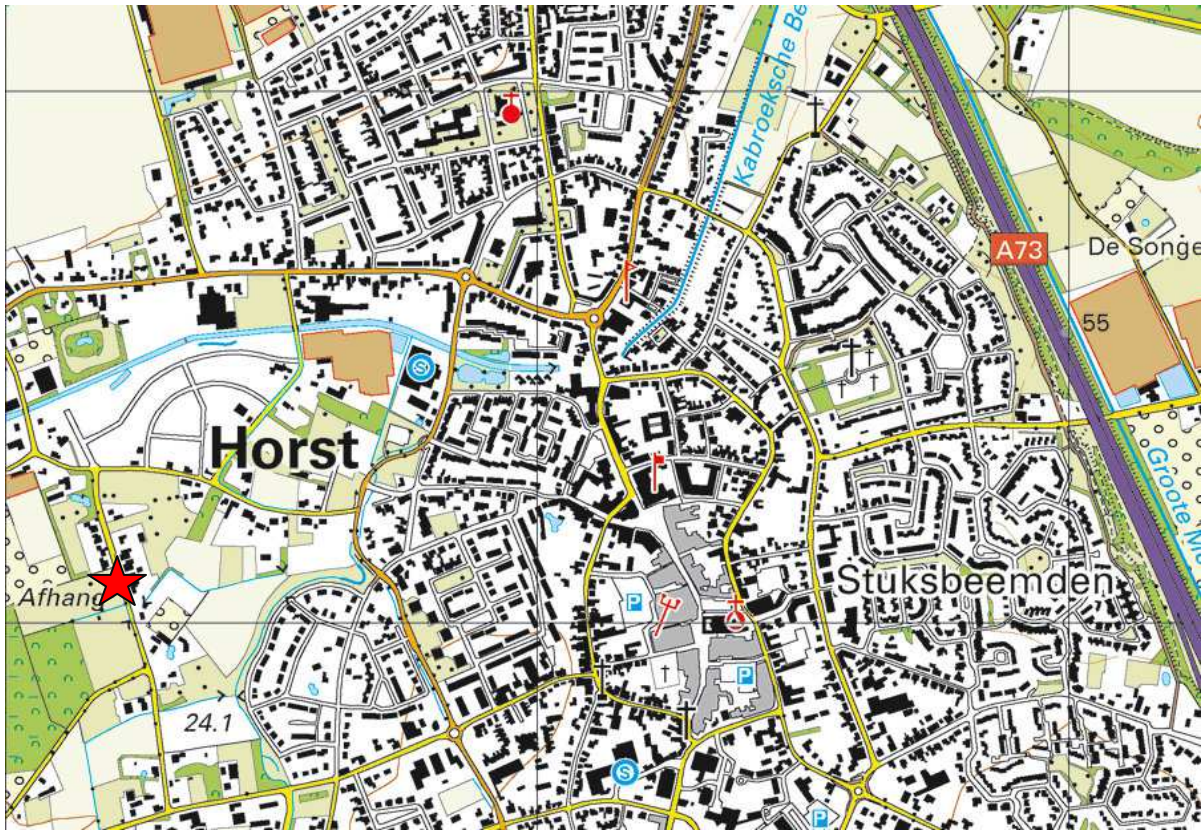 Kabroeksche Be
A73
De Songe
55
S
Horst
Groote M
Afhang
Stuksbeemden
P
P
24.1
S
P